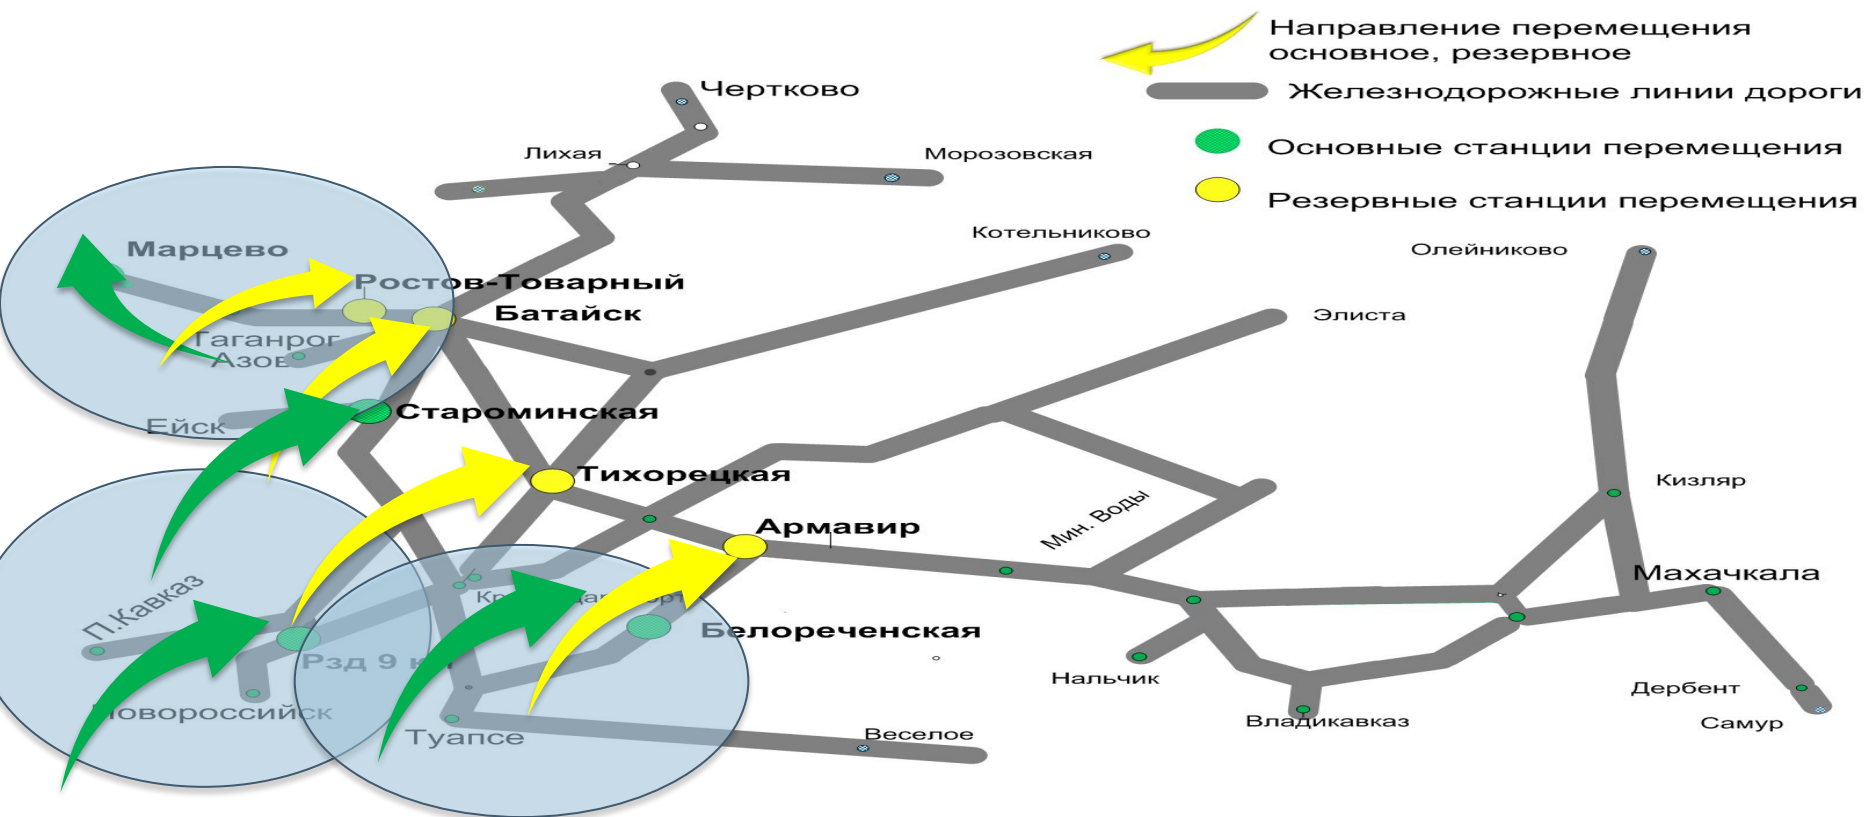 Направление перемещения
основное, резервное
Чертково
Железнодорожные линии дороги
Лихая
Морозовская
Основные станции перемещения
Резервные станции перемещения
Котельниково
Олейниково
Марцево
Ростов-Товарный
Батайск
Элиста
Таганрог
Азов
Староминская
Ейск
Тихорецкая
Кизляр
Армавир
Мин. Воды
Махачкала
П.Кавказ
Белореченская
Рзд 9
Нальчик
Дербент
Новороссийск
Владикавказ
Самур
Туапсе
Веселое